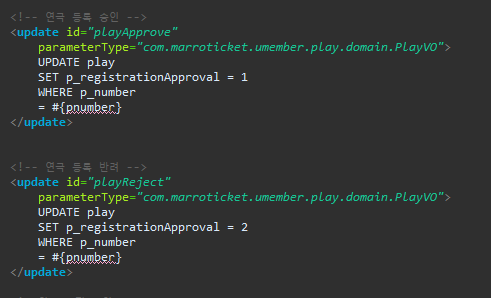 <!-- 연극 등록 승인 -->
<update id="playApprove"
parameterType="com.marroticket.umember.play.domain.PlayVO">
UPDATE play
SET p_registrationApproval = 1
WHERE p_number
= #{pnumber}
</update>
<!-- 연극 등록 반려 -->
<update id="playReject"
parameterType="com.marroticket.umember.play.domain.PlayVO">
UPDATE play
SET p_registrationApproval = 2
WHERE p_number
= #{pnumber}
</update>